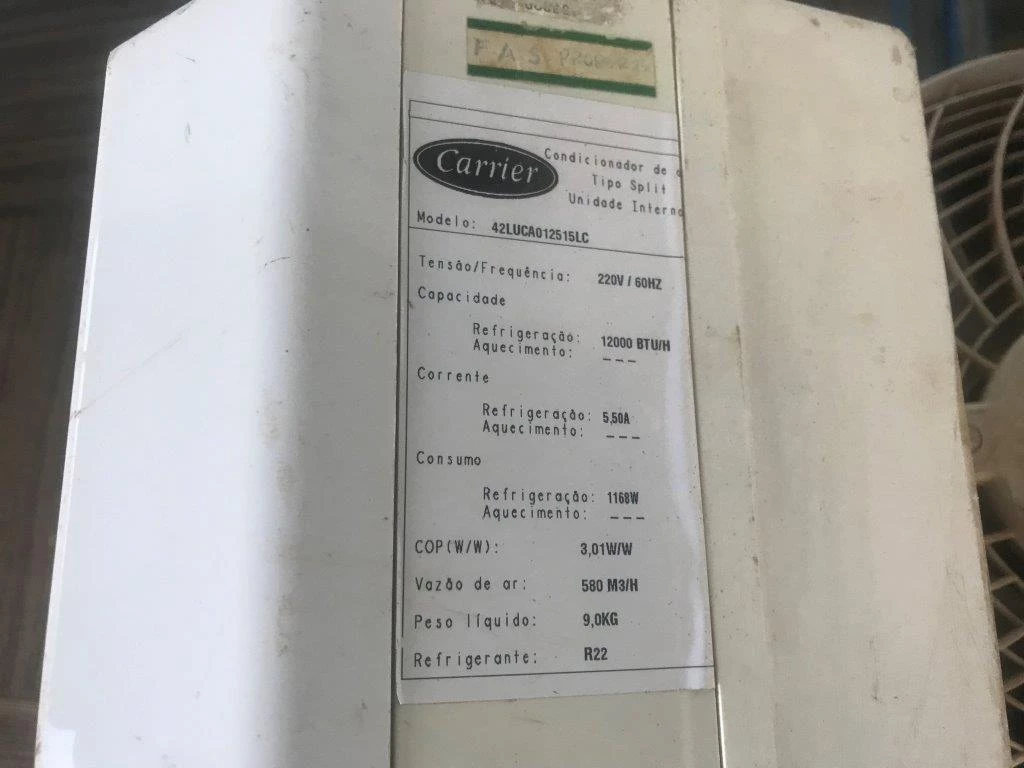 F.A.S
Carrier
Condicionador de
Tipo Split
Unidade Interna
Modelo: 42LUCA012515LC
Tensão/Frequência: 220V / 60HZ
Capacidade
Refrigeração: 12000 BTU/H
Aquecimento: ---
Corrente
Refrigeração: 5,50A
Aquecimento: ---
Consumo
Refrigeração: 1168W
Aquecimento: ---
COP(W/W): 3,01W/W
Vazão de ar: 580 M3/H
Peso líquido: 9,0KG
Refrigerante: R22